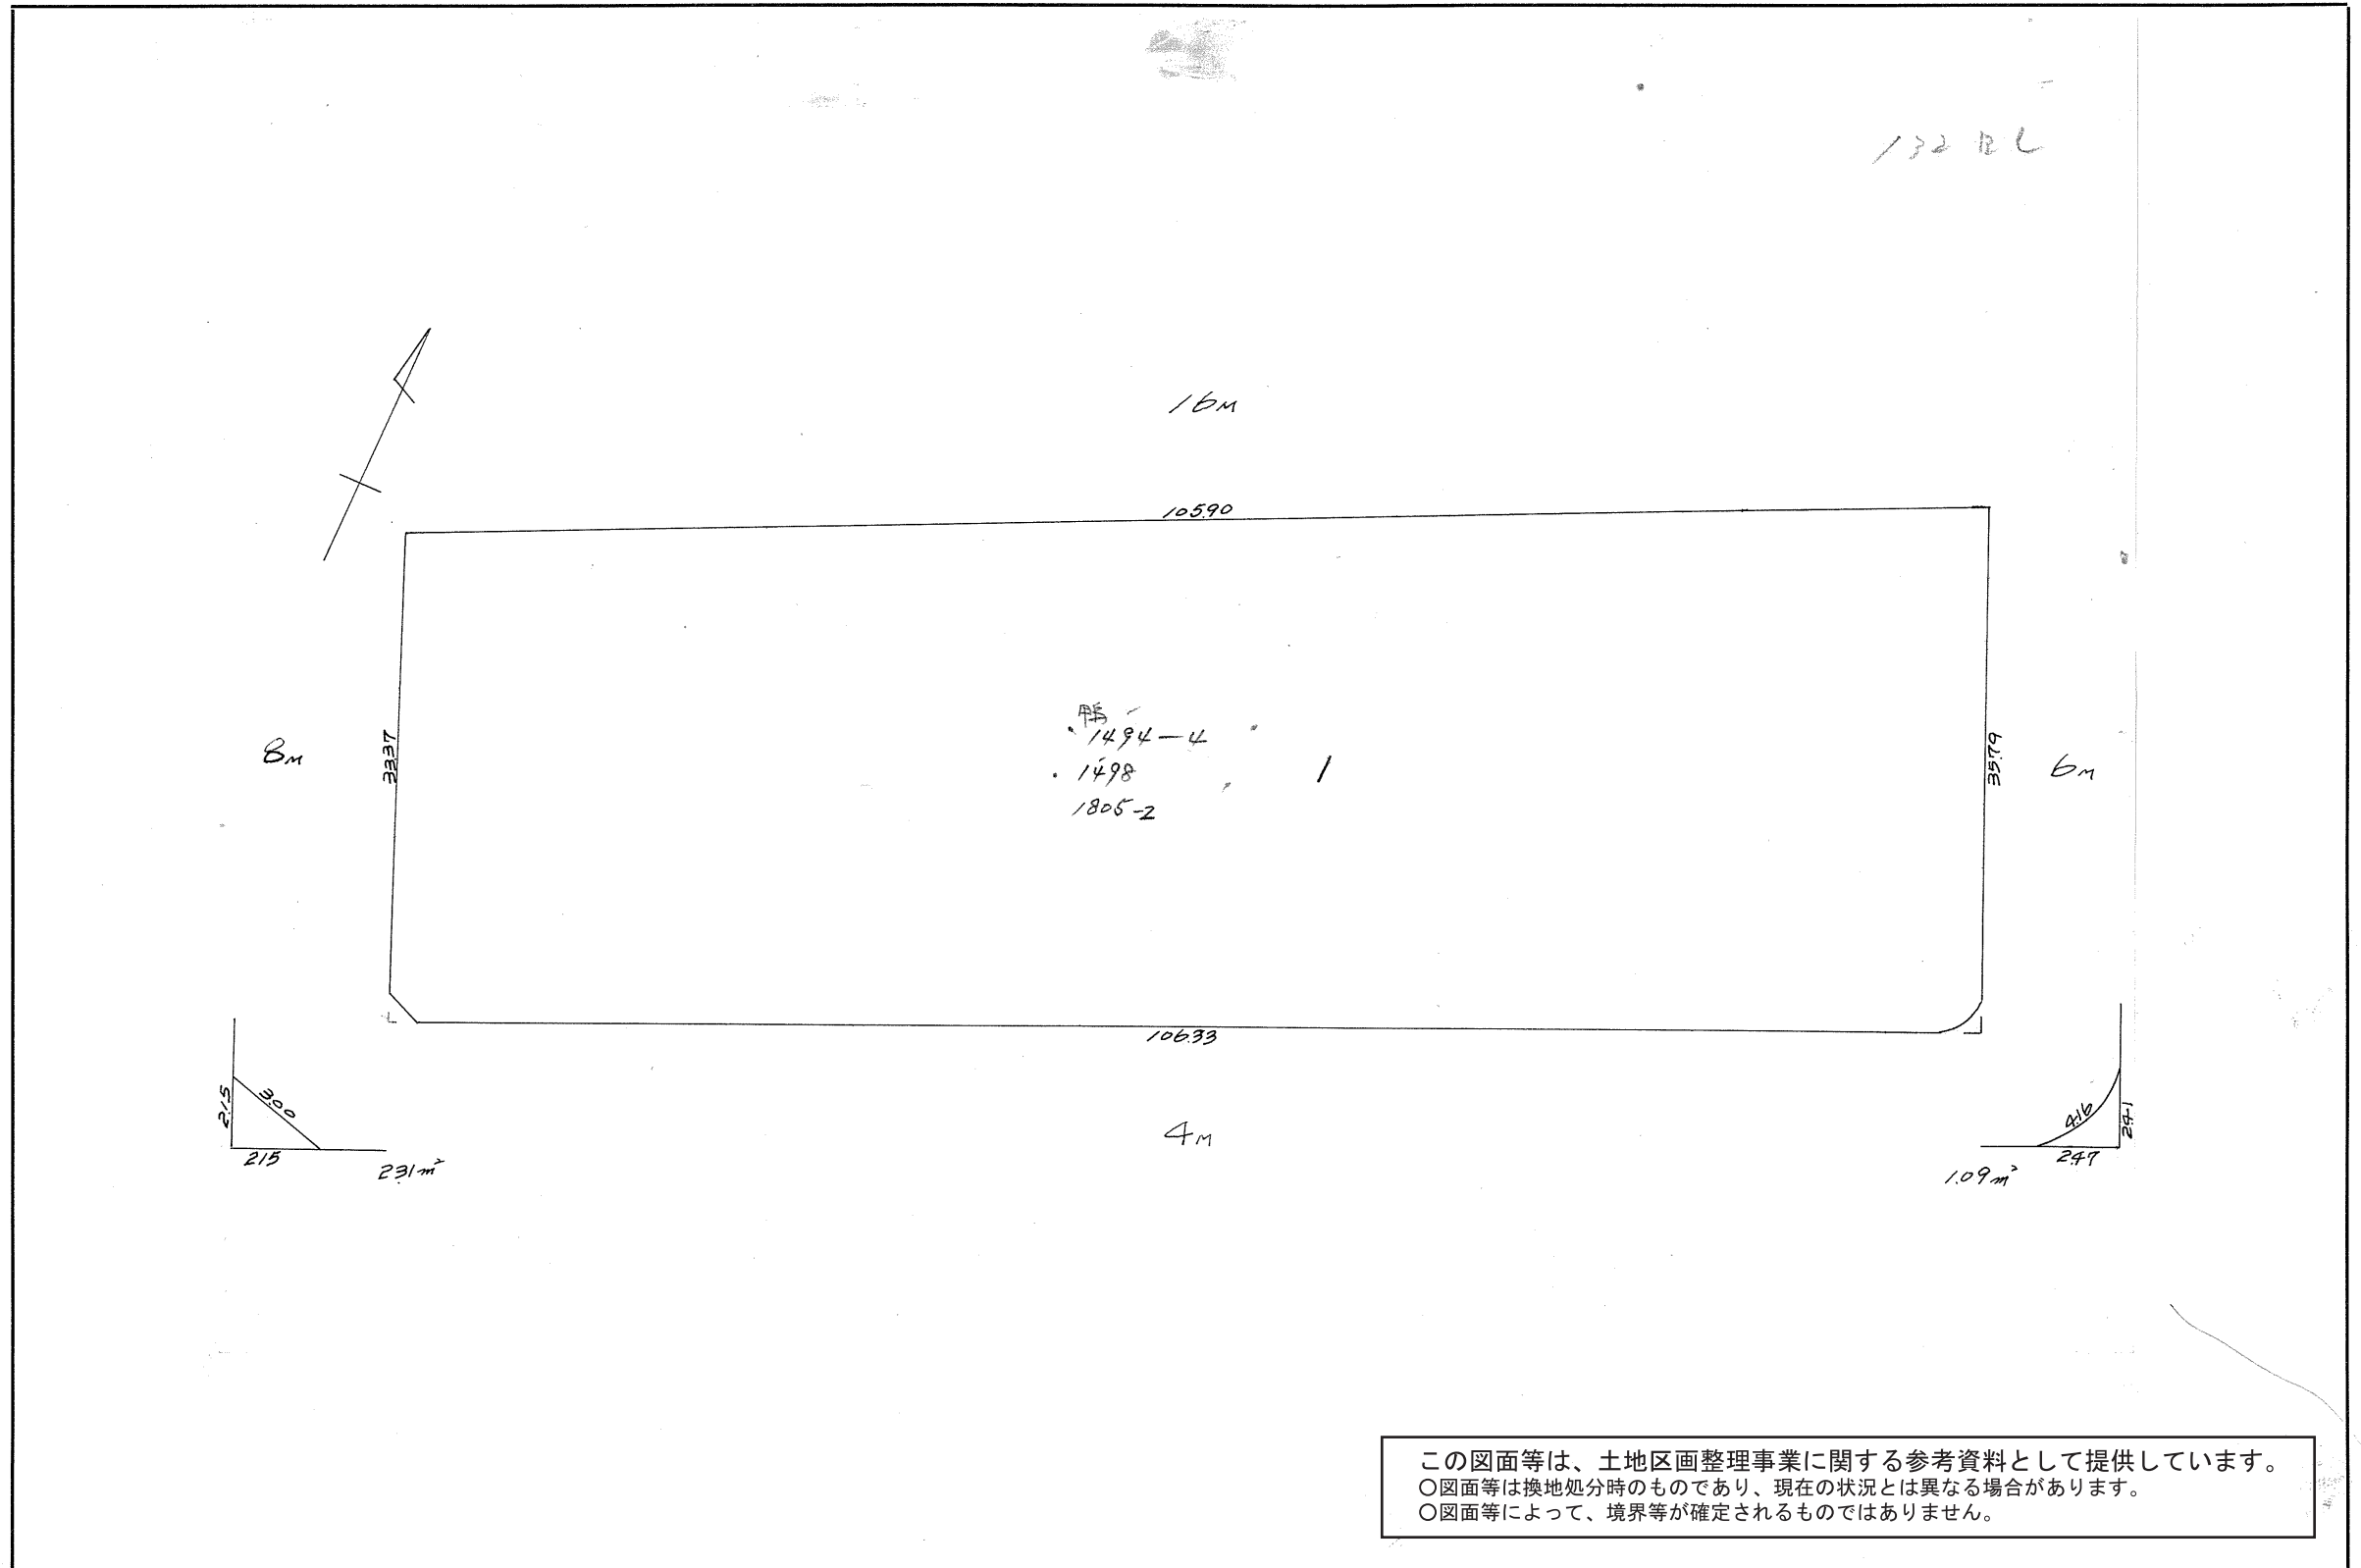 132BL
16M
105.90
鴨一
1494-4
1498
1805-2
1
8M
33.37
35.79
6M
106.33
4M
2.15
3.00
2.15
2.31m²
4.16
2.41
2.47
1.09m²
この図面等は、土地区画整理事業に関する参考資料として提供しています。
○図面等は換地処分時のものであり、現在の状況とは異なる場合があります。
○図面等によって、境界等が確定されるものではありません。